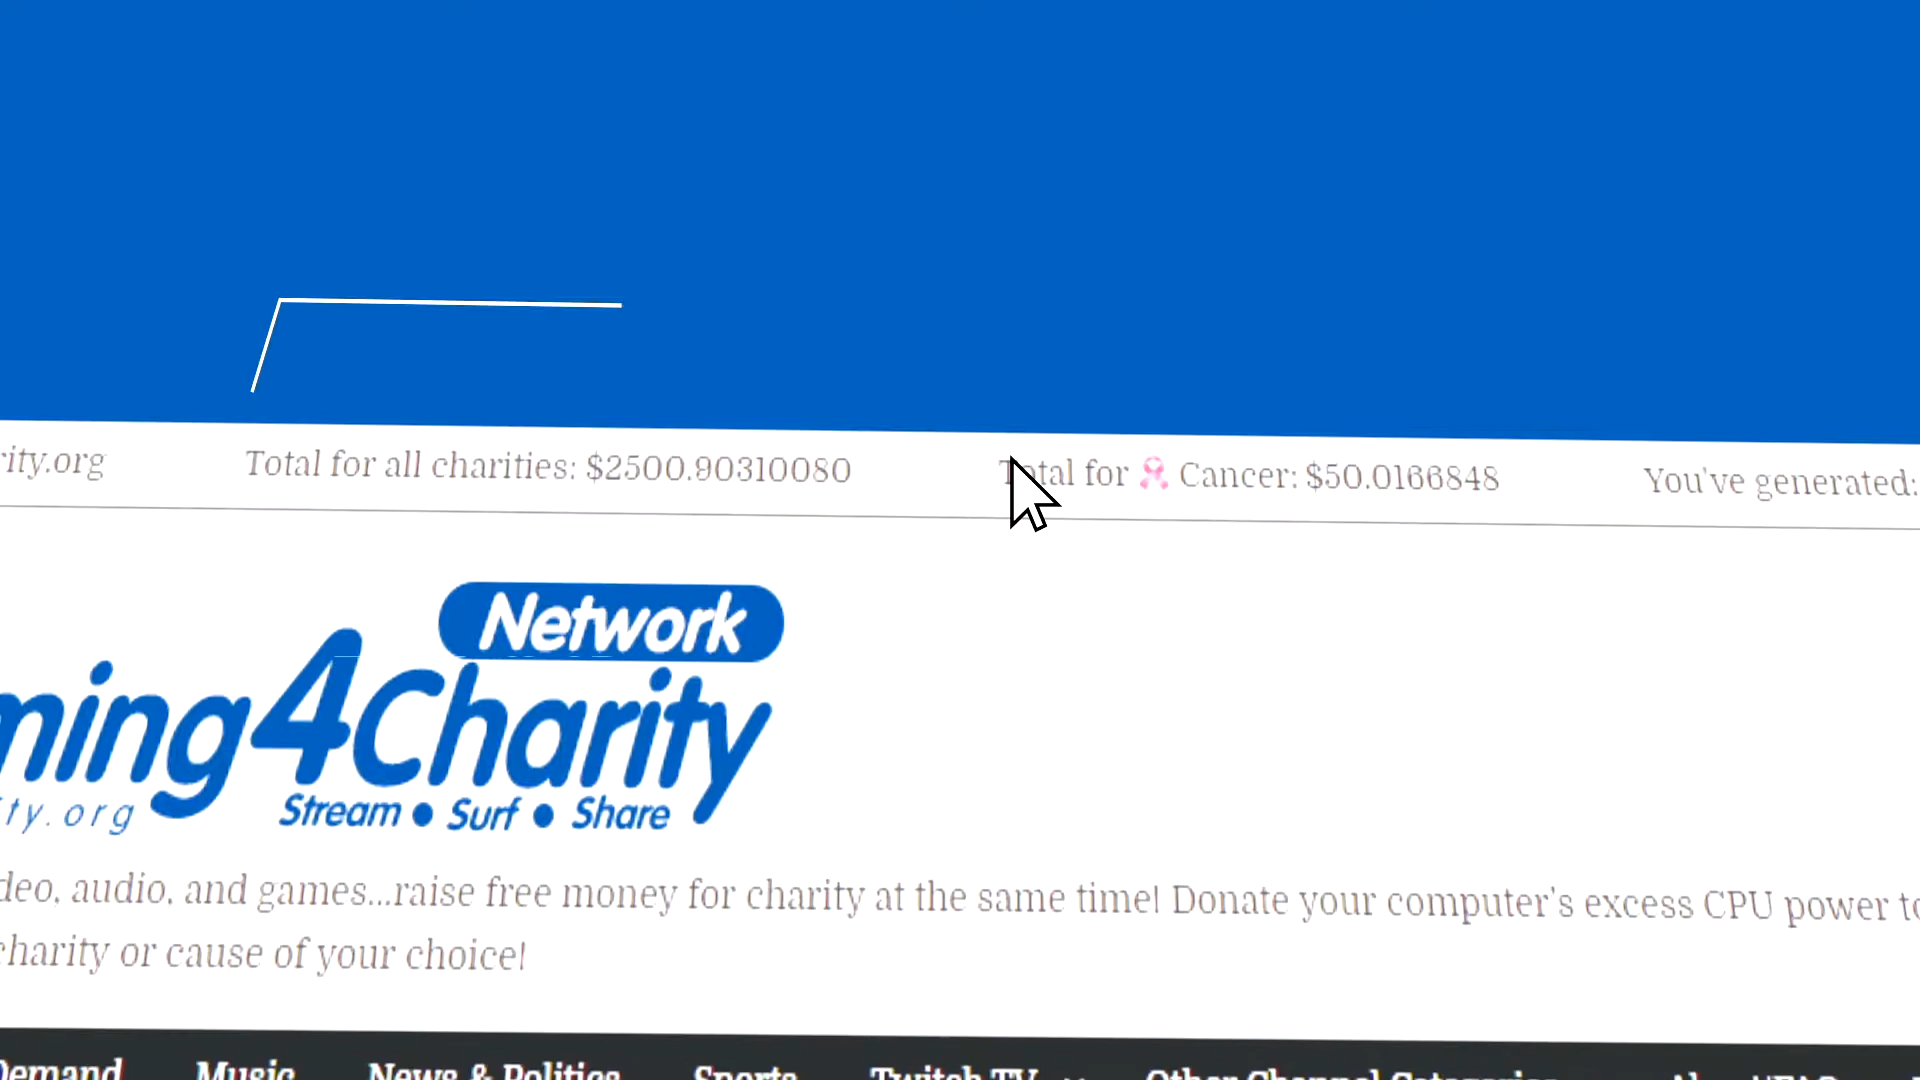 rity.org Total for all charities: $2500.90310080 Total for Cancer: $50.0166848 You've generated:
Network
ming4Charity
ity.org Stream • Surf • Share
deo, audio, and games...raise free money for charity at the same time! Donate your computer's excess CPU power to
charity or cause of your choice!
Demand Music News & Politics Sports Twitch TV Other Channel Categories